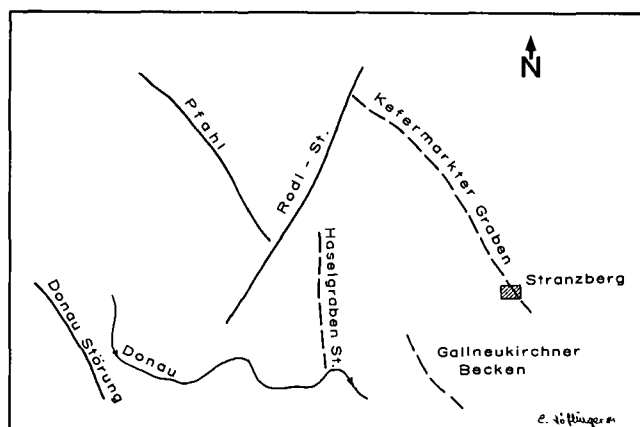 N
Pfahl
Rodl-St.
Kefermarkter Graben
Haselgraben St.
Stranzberg
Donau Störung
Donau
Gallneukirchner
Becken